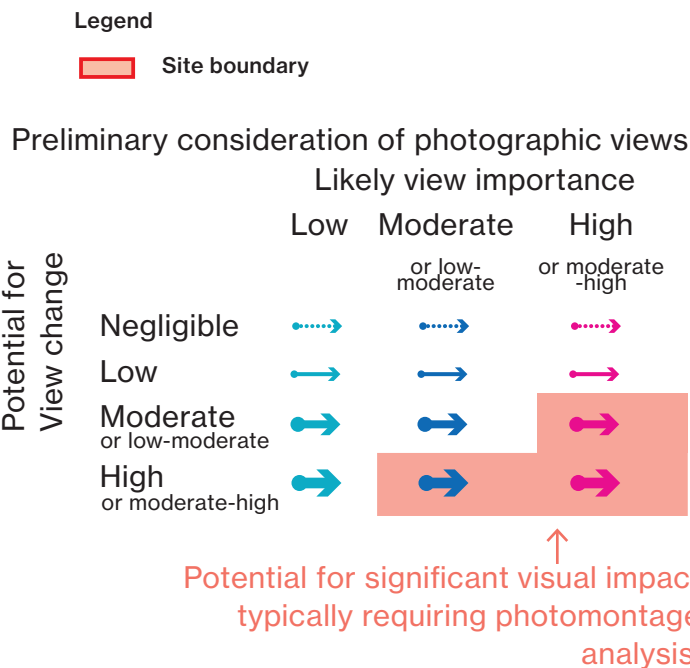 Legend
Site boundary
Preliminary consideration of photographic views
Likely view importance
Low Moderate High
or low-
moderate
or moderate
-high
Potential for
View change
Negligible
Low
Moderate
or low-moderate
High
or moderate-high
Potential for significant visual impac
typically requiring photomontage
analysis